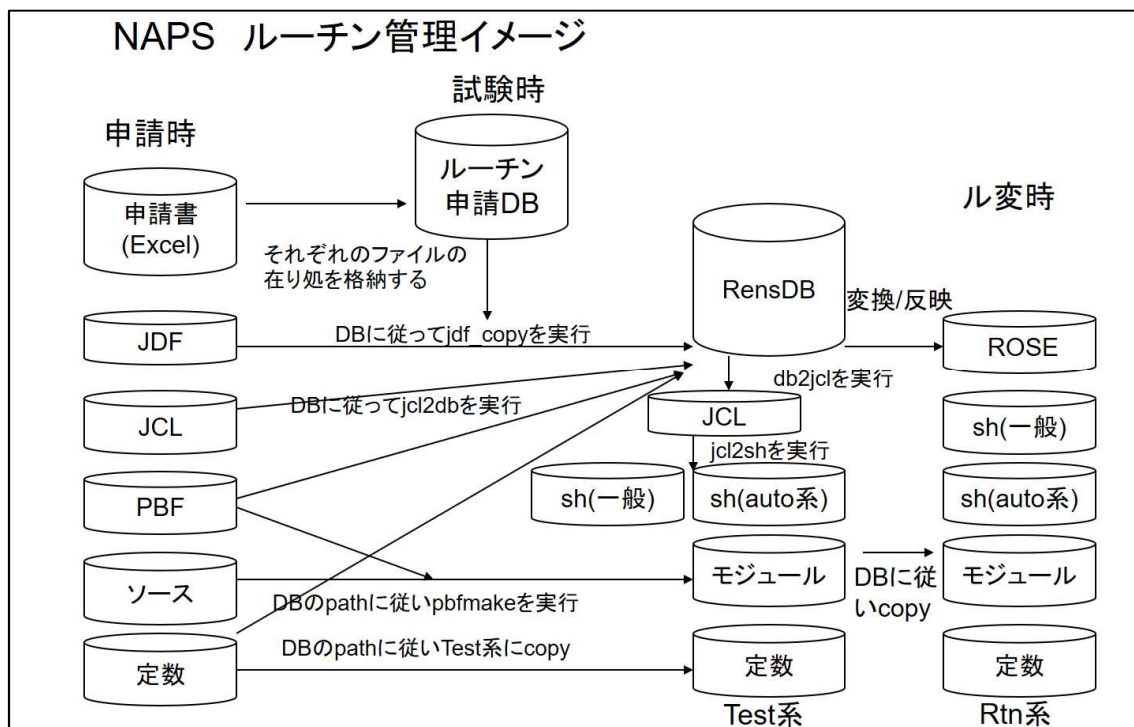 NAPS ルーチン管理イメージ
試験時
申請時
ルーチン
申請DB
ル変時
申請書
(Excel)
それぞれのファイルの
在り処を格納する
RensDB
変換/反映
JDF
DBに従ってjdf_copyを実行
ROSE
db2jclを実行
JCL
DBに従ってjcl2dbを実行
JCL
sh(一般)
jcl2shを実行
PBF
sh(一般)
sh(auto系)
sh(auto系)
ソース
DBのpathに従いpbfmakeを実行
モジュール
DBに従
いcopy
モジュール
定数
DBのpathに従いTest系にcopy
定数
定数
Test系
Rtn系